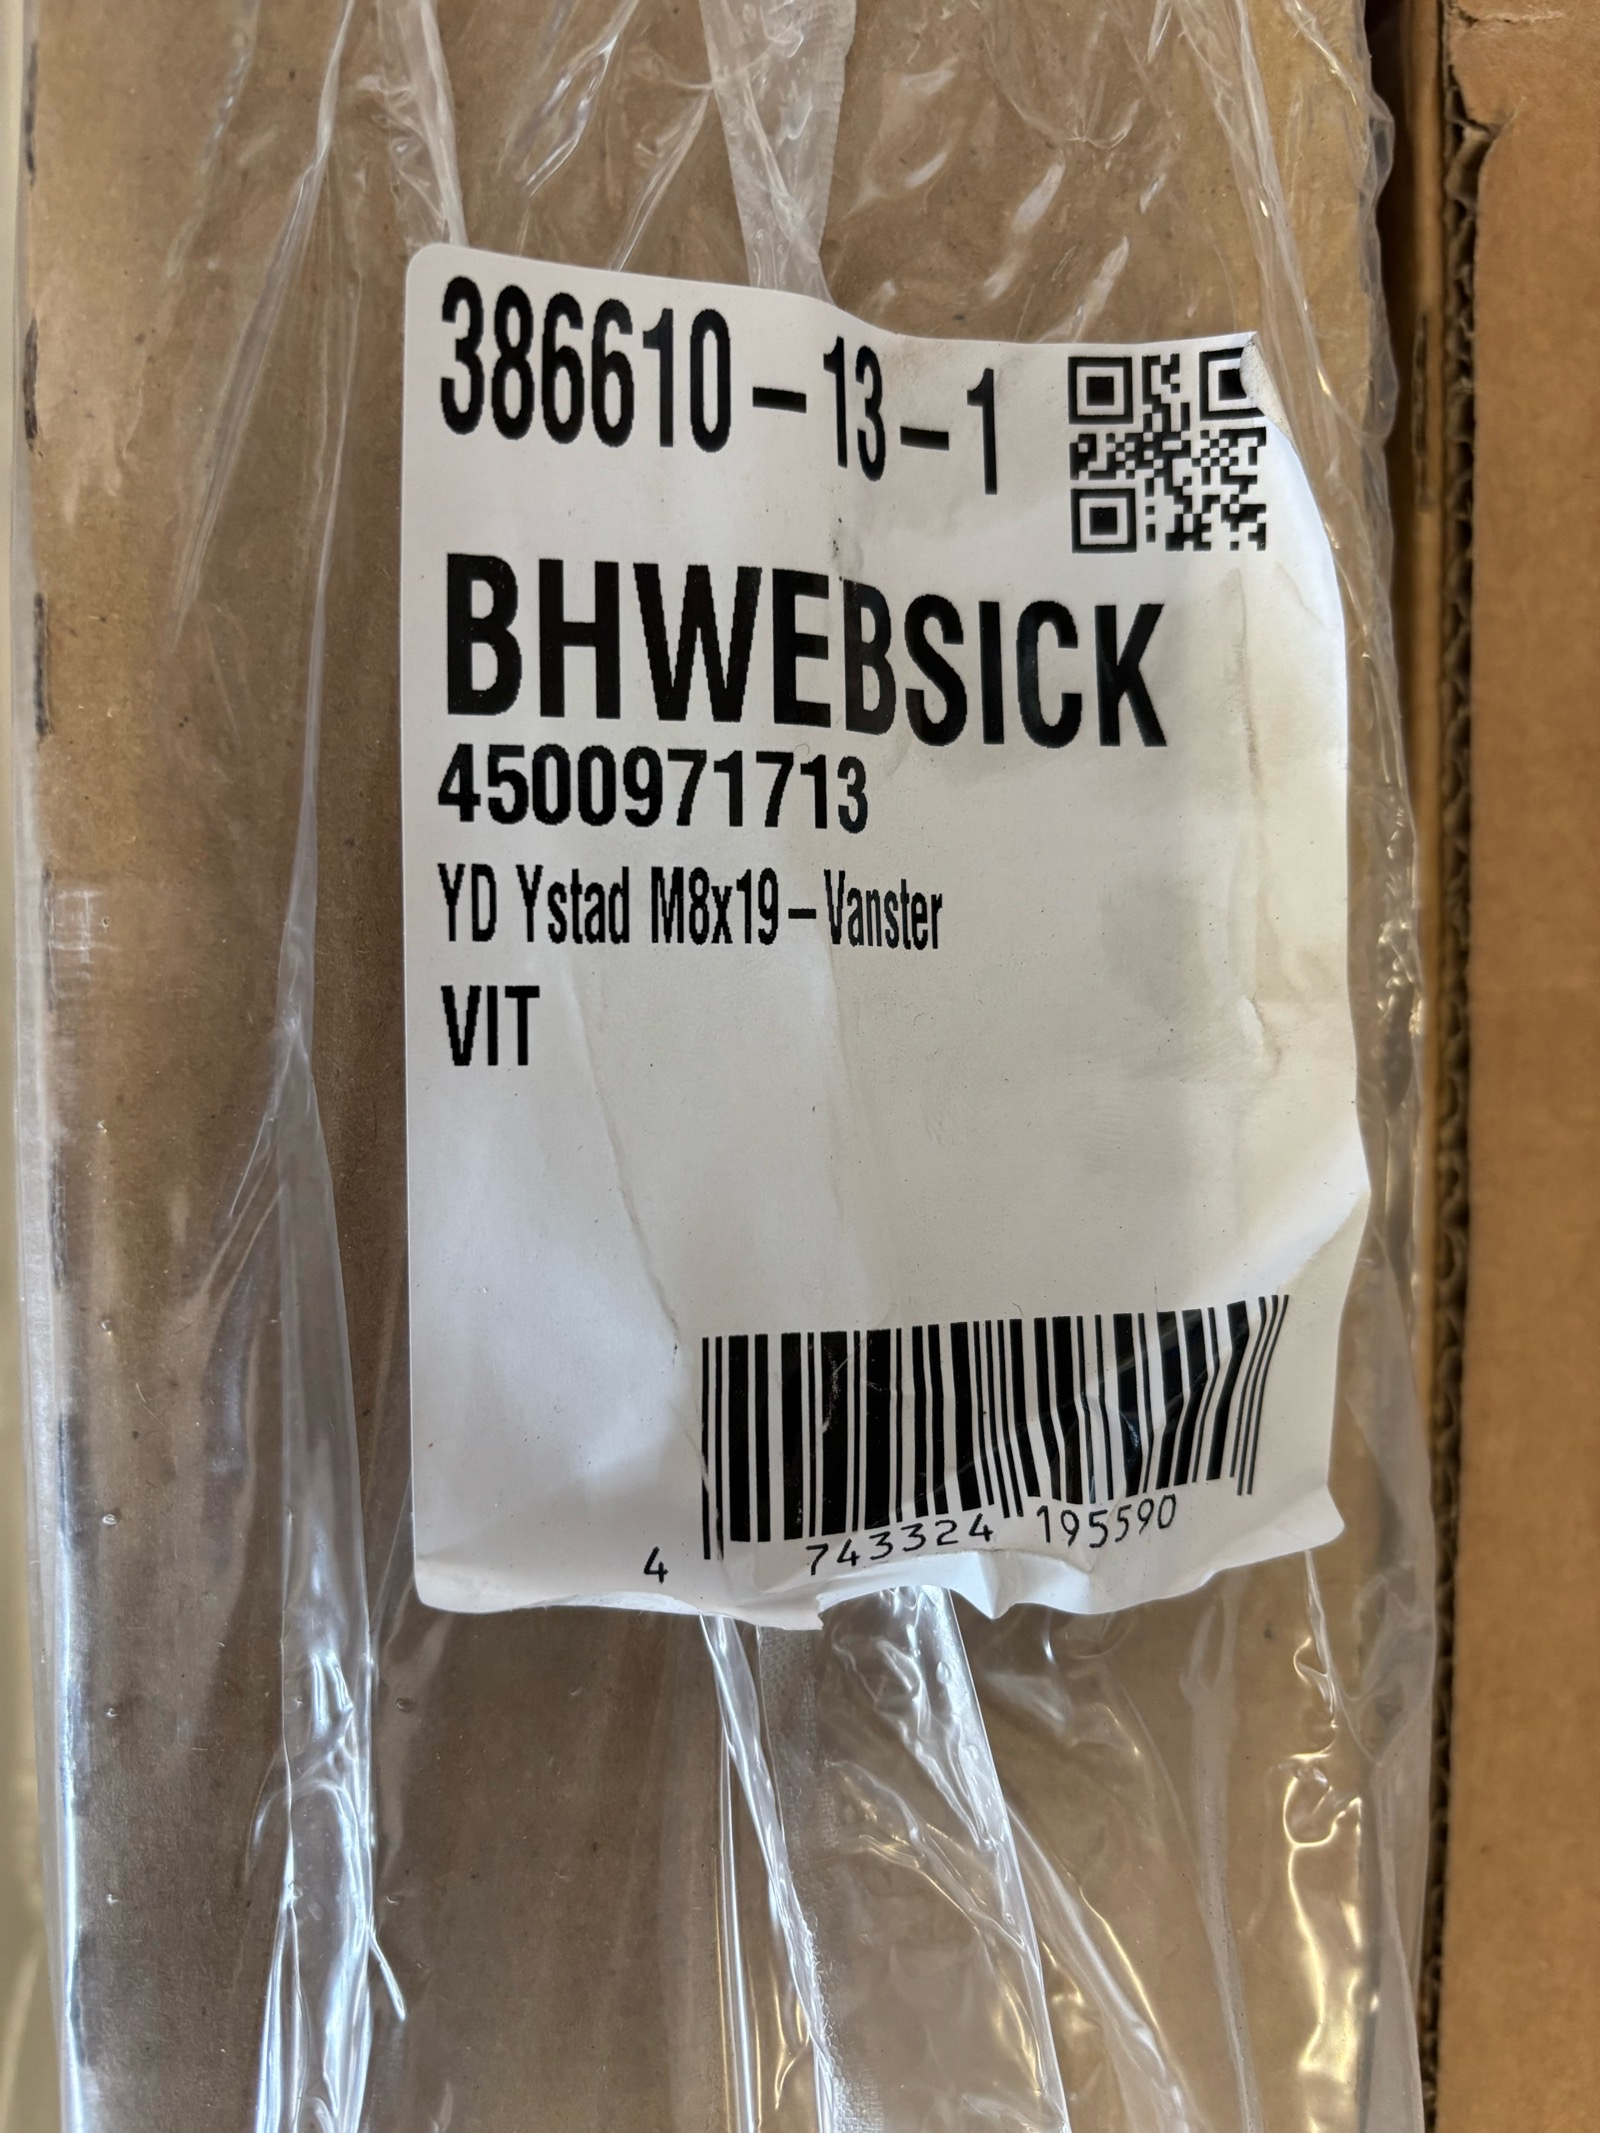 386610-13-1
BHWEBSICK
4500971713
YD Ystad M8x19-Vanster
VIT
4 743324 195590